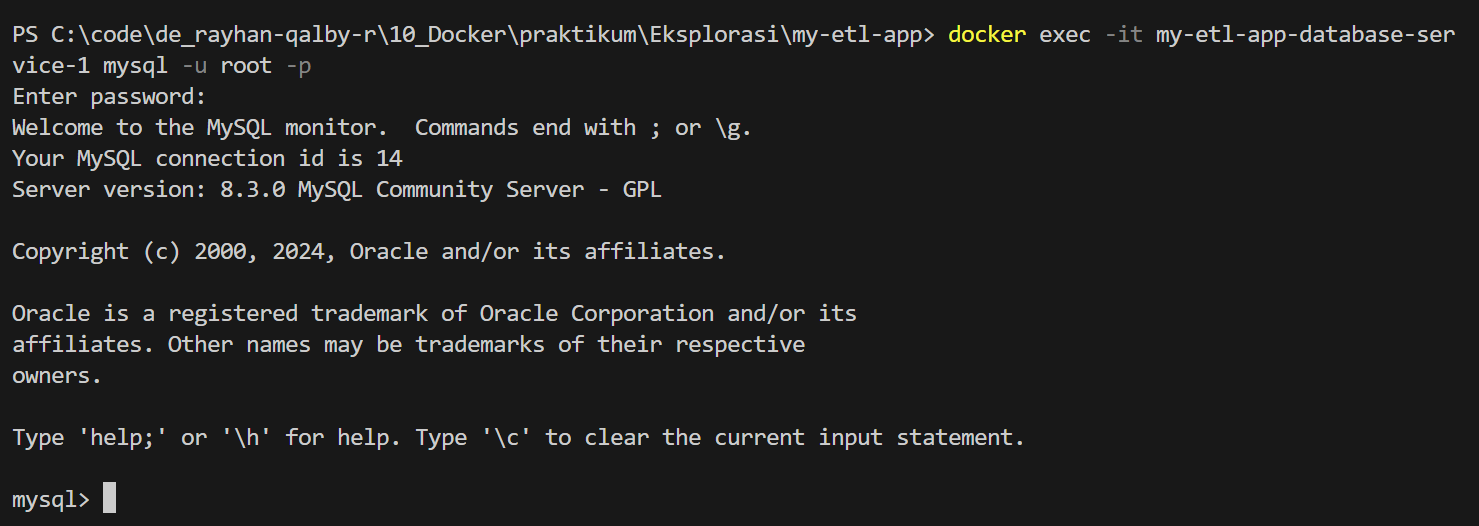 PS C:\code\de_rayhan-qalby-r\10_Docker\praktikum\Eksplorasi\my-etl-app> docker exec -it my-etl-app-database-ser
vice-1 mysql -u root -p
Enter password:
Welcome to the MySQL monitor.  Commands end with ; or \g.
Your MySQL connection id is 14
Server version: 8.3.0 MySQL Community Server - GPL
Copyright (c) 2000, 2024, Oracle and/or its affiliates.
Oracle is a registered trademark of Oracle Corporation and/or its
affiliates. Other names may be trademarks of their respective
owners.
Type 'help;' or '\h' for help. Type '\c' to clear the current input statement.
mysql>